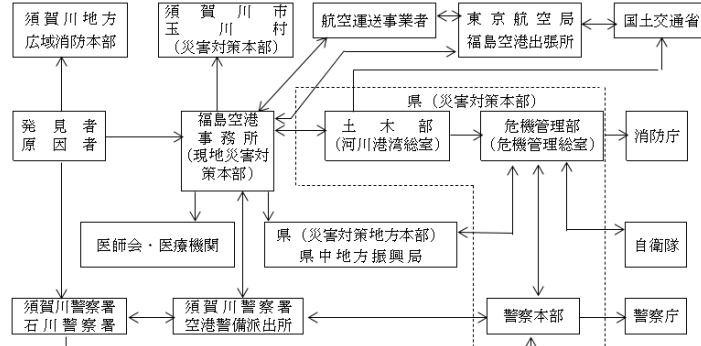 須賀川地方
広域消防本部
須賀川市
玉川村
(災害対策本部)
航空運送事業者
東京航空局
福島空港出張所
国土交通省
県（災害対策本部）
発見者
原因者
福島空港
事務所
(現地災害対
策本部)
土木部
(河川港湾総室)
危機管理部
(危機管理総室)
消防庁
医師会・医療機関
県（災害対策地方本部）
県中地方振興局
自衛隊
須賀川警察署
石川警察署
須賀川警察署
空港警備派出所
警察本部
警察庁